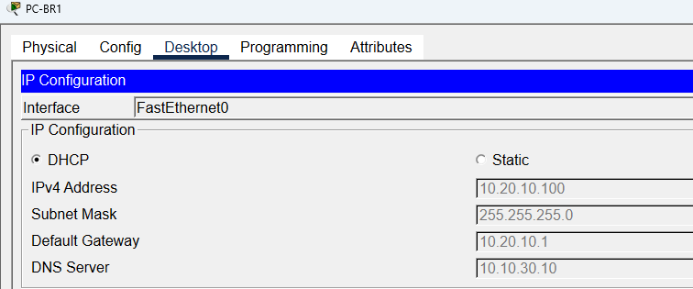 PC-BR1
Physical Config Desktop Programming Attributes
IP Configuration
Interface FastEthernet0
IP Configuration
DHCP Static
IPv4 Address 10.20.10.100
Subnet Mask 255.255.255.0
Default Gateway 10.20.10.1
DNS Server 10.10.30.10